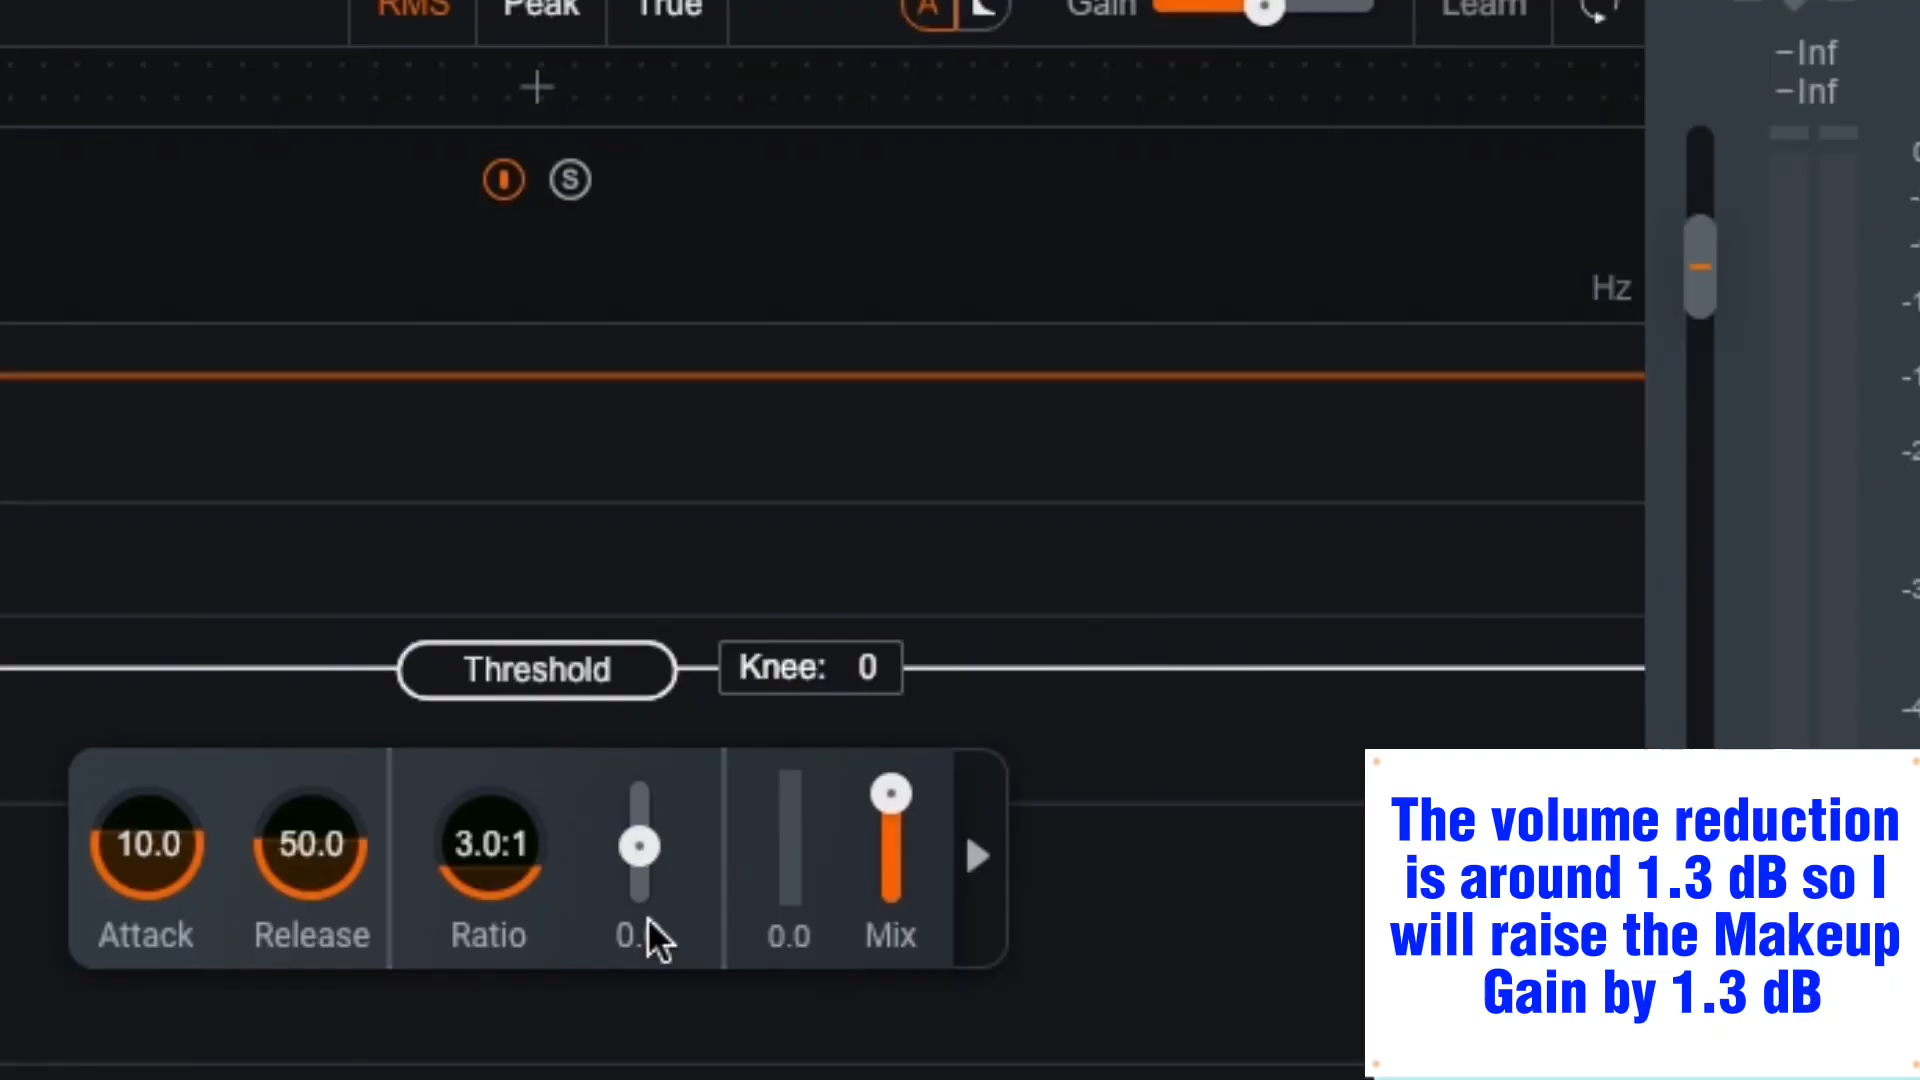 RMS Peak True A Gain Learn
-Inf
-Inf
S
Hz
Threshold Knee: 0
10.0 50.0 3.0:1
Attack Release Ratio 0. 0.0 Mix
The volume reduction
is around 1.3 dB so I
will raise the Makeup
Gain by 1.3 dB